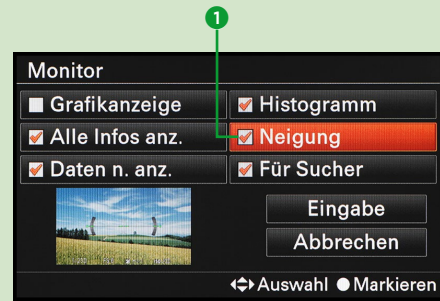 1
Monitor
Grafikanzeige
Histogramm
Alle Infos anz.
Neigung
Daten n. anz.
Für Sucher
Eingabe
Abbrechen
Auswahl Markieren